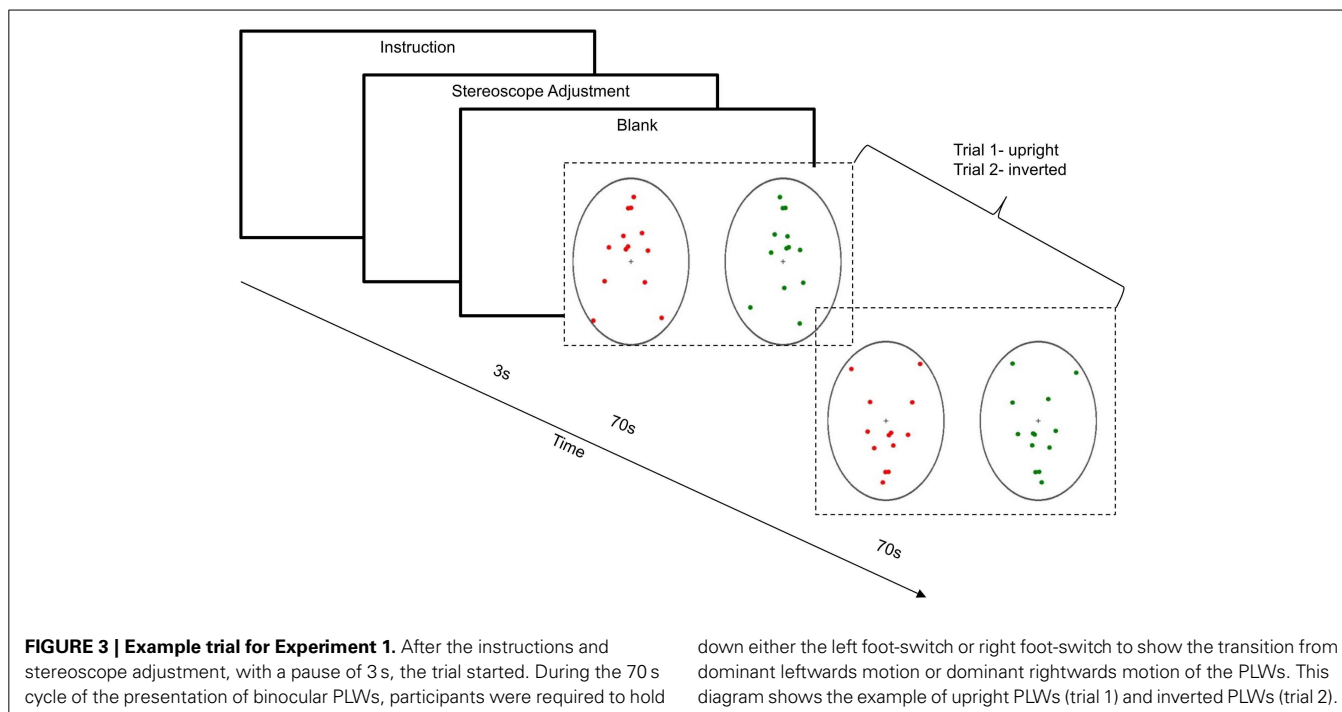 Instruction
Stereoscope Adjustment
Blank
Trial 1- upright
Trial 2- inverted
3s
70s
Time
70s
FIGURE 3 | Example trial for Experiment 1. After the instructions and
stereoscope adjustment, with a pause of 3 s, the trial started. During the 70 s
cycle of the presentation of binocular PLWs, participants were required to hold
down either the left foot-switch or right foot-switch to show the transition from
dominant leftwards motion or dominant rightwards motion of the PLWs. This
diagram shows the example of upright PLWs (trial 1) and inverted PLWs (trial 2).